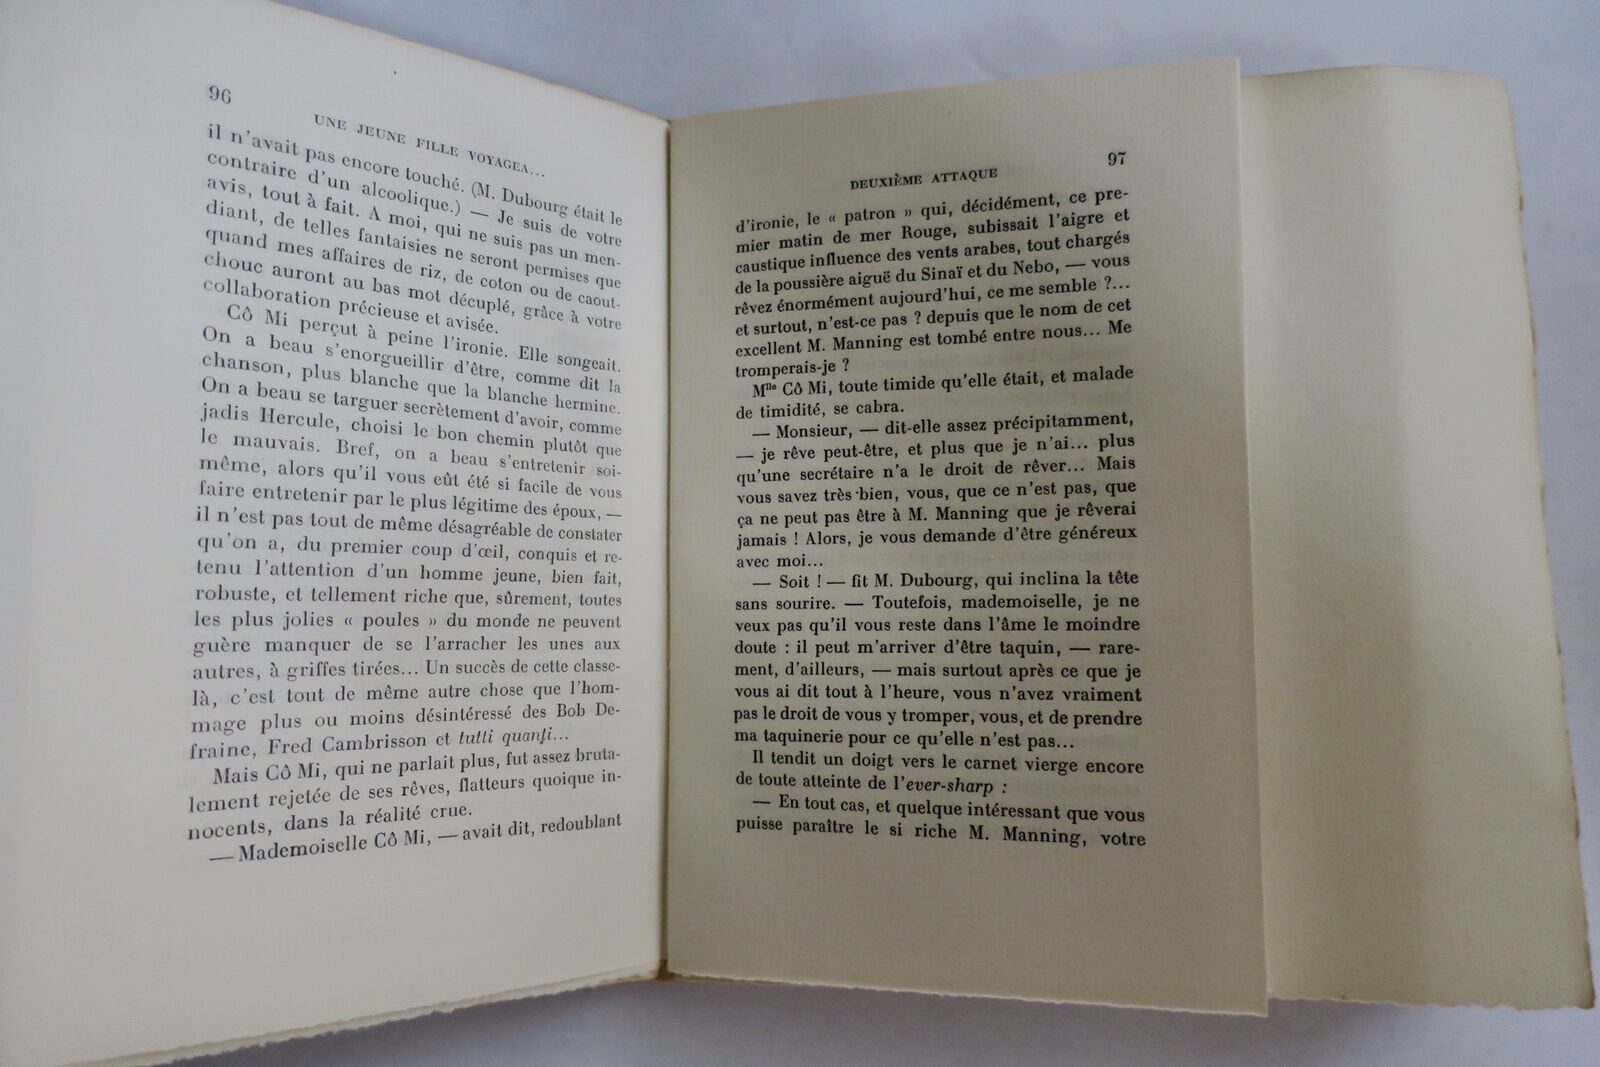 96
UNE JEUNE FILLE VOYAGEA...
il n'avait pas encore touché. (M. Dubourg était le
contraire d'un alcoolique.) — Je suis de votre
avis, tout à fait. A moi, qui ne suis pas un men-
diant, de telles fantaisies ne seront permises que
quand mes affaires de riz, de coton ou de caout-
chouc auront au bas mot décuplé, grâce à votre
collaboration précieuse et avisée.
Cô Mi perçut à peine l'ironie. Elle songeait.
On a beau s'enorgueillir d'être, comme dit la
chanson, plus blanche que la blanche hermine.
On a beau se targuer secrètement d'avoir, comme
jadis Hercule, choisi le bon chemin plutôt que
le mauvais. Bref, on a beau s'entretenir soi-
même, alors qu'il vous eût été si facile de vous
faire entretenir par le plus légitime des époux, —
il n'est pas tout de même désagréable de constater
qu'on a, du premier coup d'œil, conquis et re-
tenu l'attention d'un homme jeune, bien fait,
robuste, et tellement riche que, sûrement, toutes
les plus jolies « poules » du monde ne peuvent
guère manquer de se l'arracher les unes aux
autres, à griffes tirées... Un succès de cette classe-
là, c'est tout de même autre chose que l'hom-
mage plus ou moins désintéressé des Bob De-
fraine, Fred Cambrisson et tutti quanti...
Mais Cô Mi, qui ne parlait plus, fut assez bruta-
lement rejetée de ses rêves, flatteurs quoique in-
nocents, dans la réalité crue.
— Mademoiselle Cô Mi, — avait dit, redoublant
97
DEUXIÈME ATTAQUE
d'ironie, le « patron » qui, décidément, ce pre-
mier matin de mer Rouge, subissait l'aigre et
caustique influence des vents arabes, tout chargés
de la poussière aiguë du Sinaï et du Nebo, — vous
rêvez énormément aujourd'hui, ce me semble ?...
et surtout, n'est-ce pas ? depuis que le nom de cet
excellent M. Manning est tombé entre nous... Me
tromperais-je ?
Mlle Cô Mi, toute timide qu'elle était, et malade
de timidité, se cabra.
— Monsieur, — dit-elle assez précipitamment,
— je rêve peut-être, et plus que je n'ai... plus
qu'une secrétaire n'a le droit de rêver... Mais
vous savez très bien, vous, que ce n'est pas, que
ça ne peut pas être à M. Manning que je rêverai
jamais ! Alors, je vous demande d'être généreux
avec moi...
— Soit ! — fit M. Dubourg, qui inclina la tête
sans sourire. — Toutefois, mademoiselle, je ne
veux pas qu'il vous reste dans l'âme le moindre
doute : il peut m'arriver d'être taquin, — rare-
ment, d'ailleurs, — mais surtout après ce que je
vous ai dit tout à l'heure, vous n'avez vraiment
pas le droit de vous y tromper, vous, et de prendre
ma taquinerie pour ce qu'elle n'est pas...
Il tendit un doigt vers le carnet vierge encore
de toute atteinte de l'ever-sharp :
— En tout cas, et quelque intéressant que vous
puisse paraître le si riche M. Manning, votre